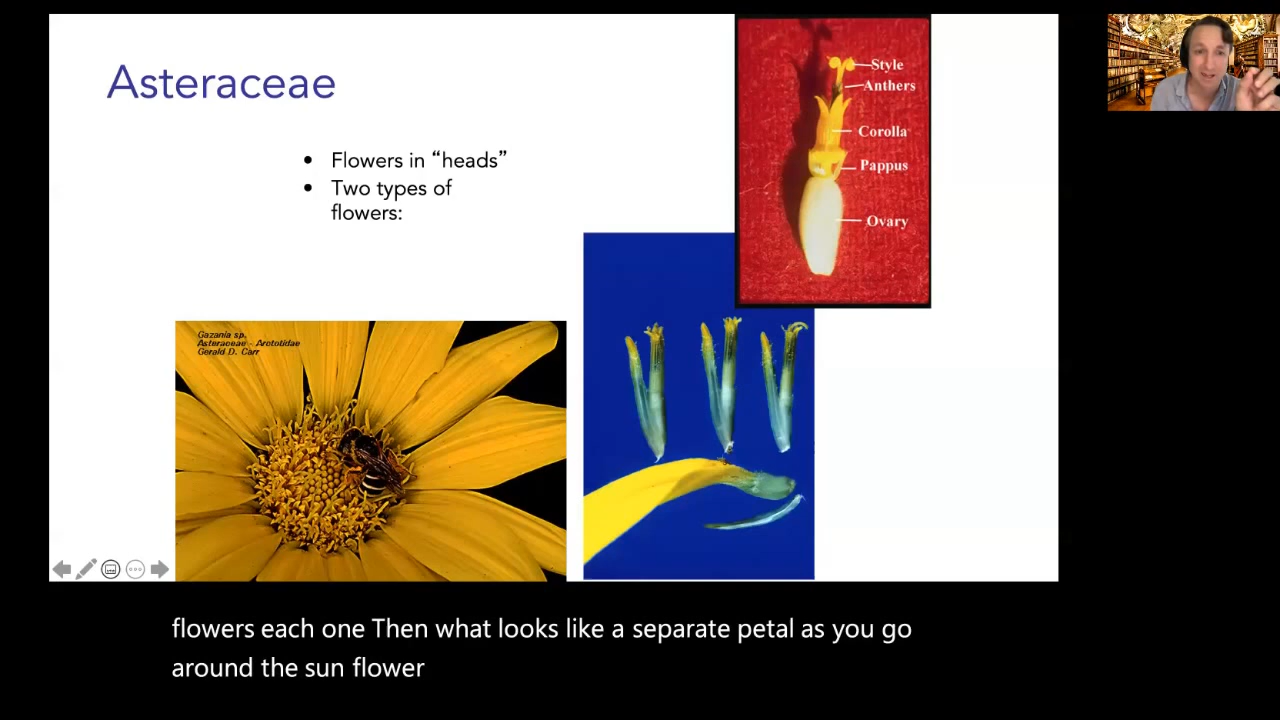 Asteraceae
• Flowers in “heads”
• Two types of
flowers:
Style
Anthers
Corolla
Pappus
Ovary
Gazania sp.
Asteraceae - Arctotidae
Gerald D. Carr
flowers each one Then what looks like a separate petal as you go
around the sun flower